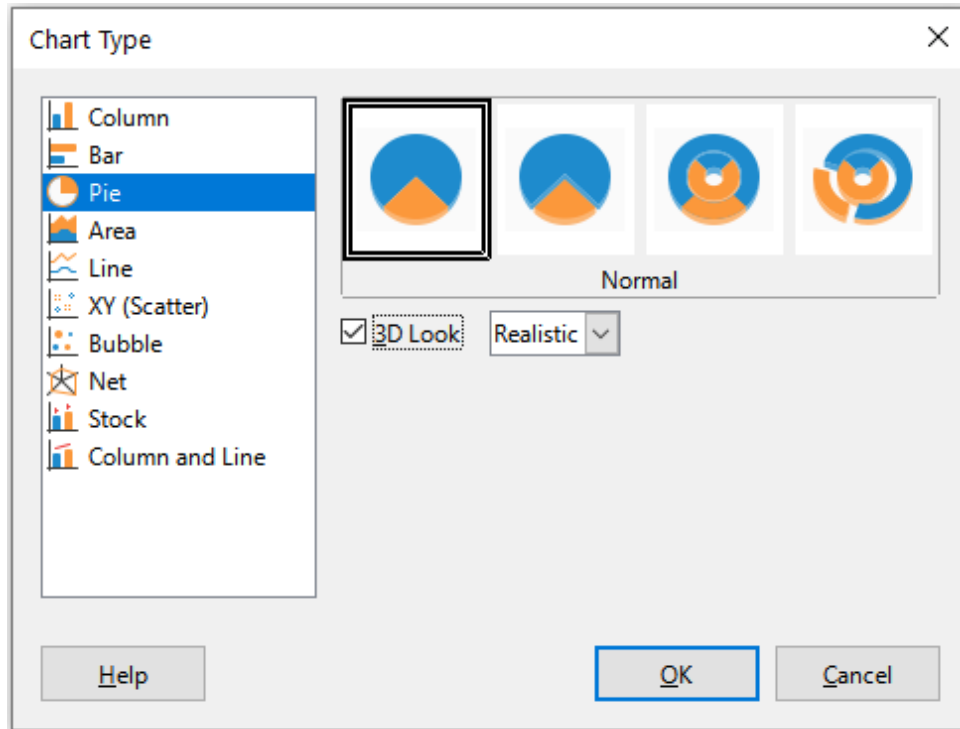 Chart Type
Column
Bar
Pie
Area
Line
XY (Scatter)
Bubble
Net
Stock
Column and Line
Normal
3D Look
Realistic
Help
OK
Cancel